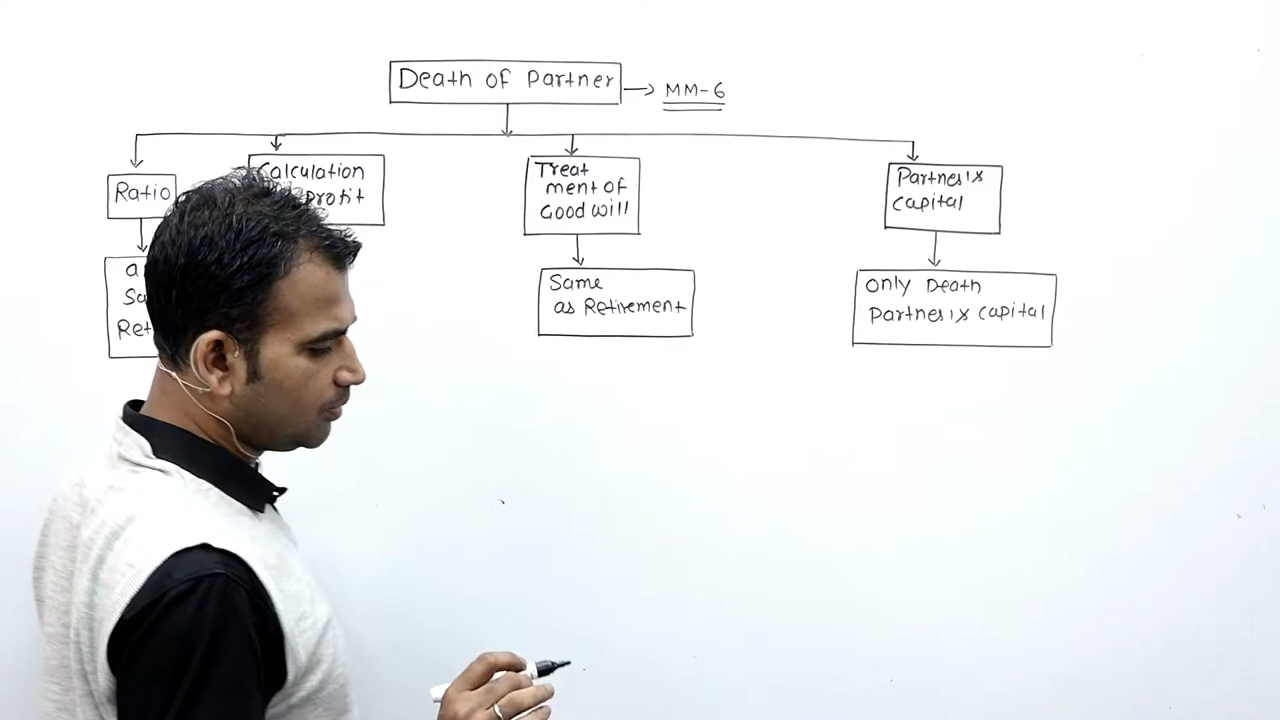 Death of Partner
MM-6
Ratio
Calculation
Profit
Treat
ment of
Good will
Partner's
capital
Same
as Retirement
only Death
Partner's capital